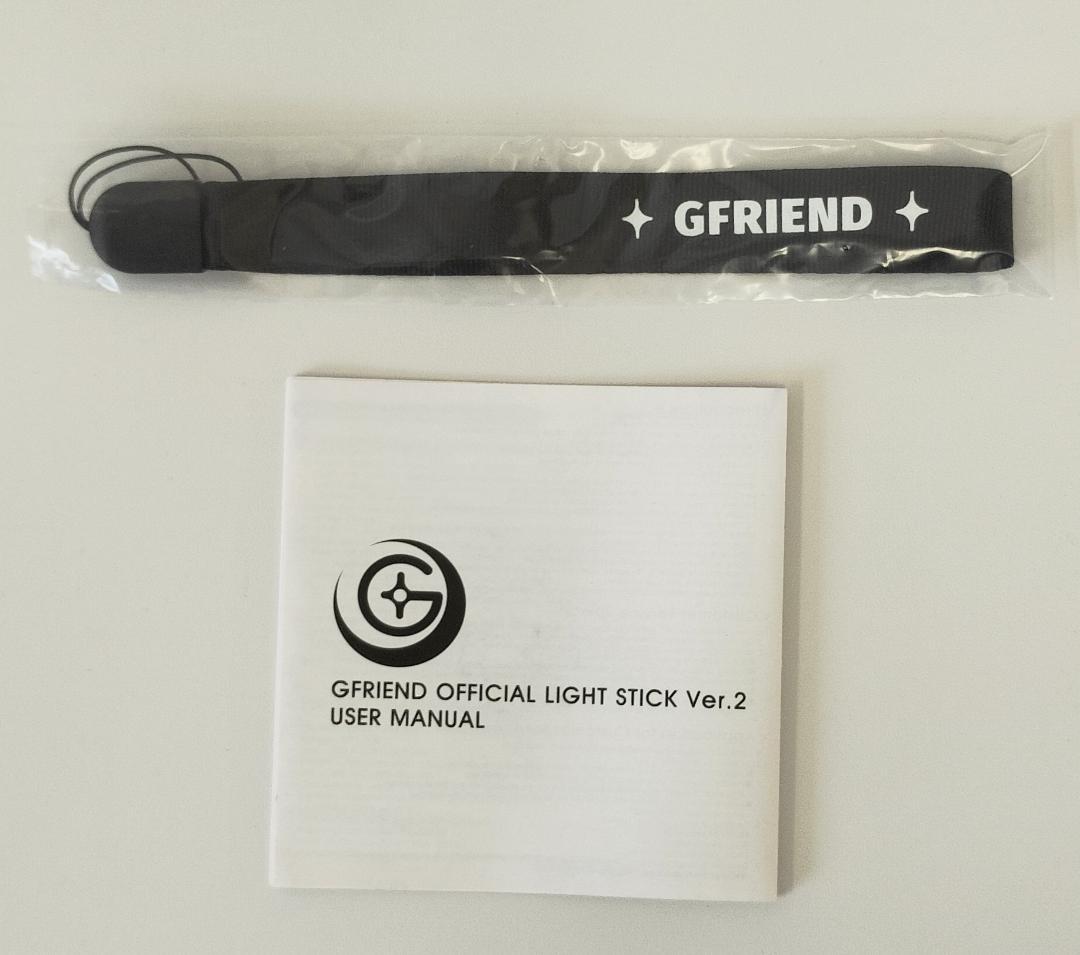 GFRIEND
GFRIEND OFFICIAL LIGHT STICK Ver.2
USER MANUAL